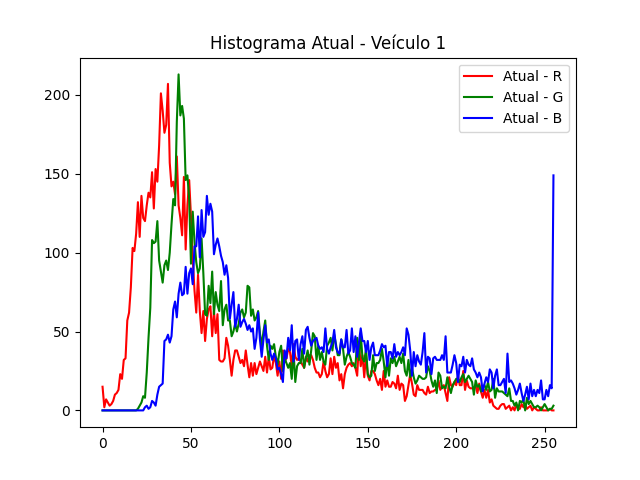 Histograma Atual - Veículo 1
Atual - R
Atual - G
Atual - B
200
150
100
50
0
0 50 100 150 200 250